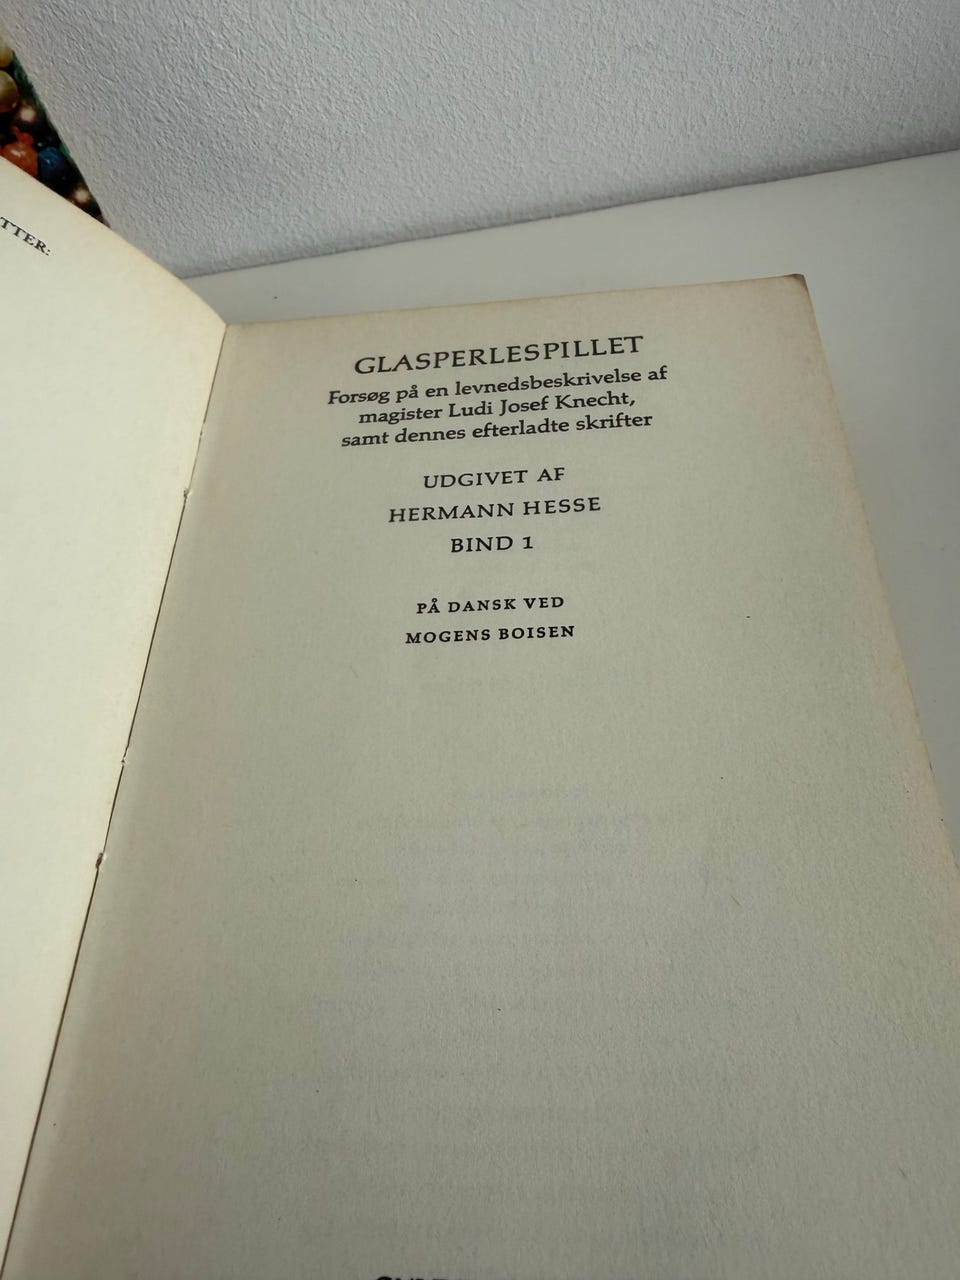 TTER:
GLASPERLESPILLET
Forsøg på en levnedsbeskrivelse af
magister Ludi Josef Knecht,
samt dennes efterladte skrifter
UDGIVET AF
HERMANN HESSE
BIND 1
PÅ DANSK VED
MOGENS BOISEN